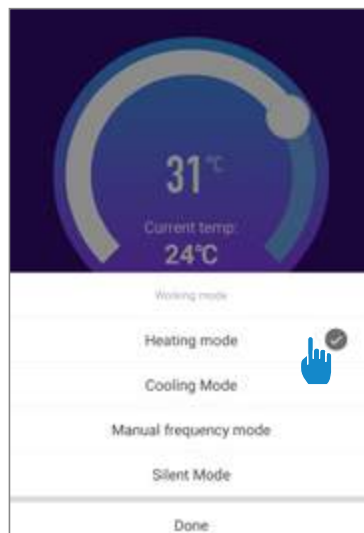 31°C
Current temp:
24°C
Working mode
Heating mode
Cooling Mode
Manual frequency mode
Silent Mode
Done